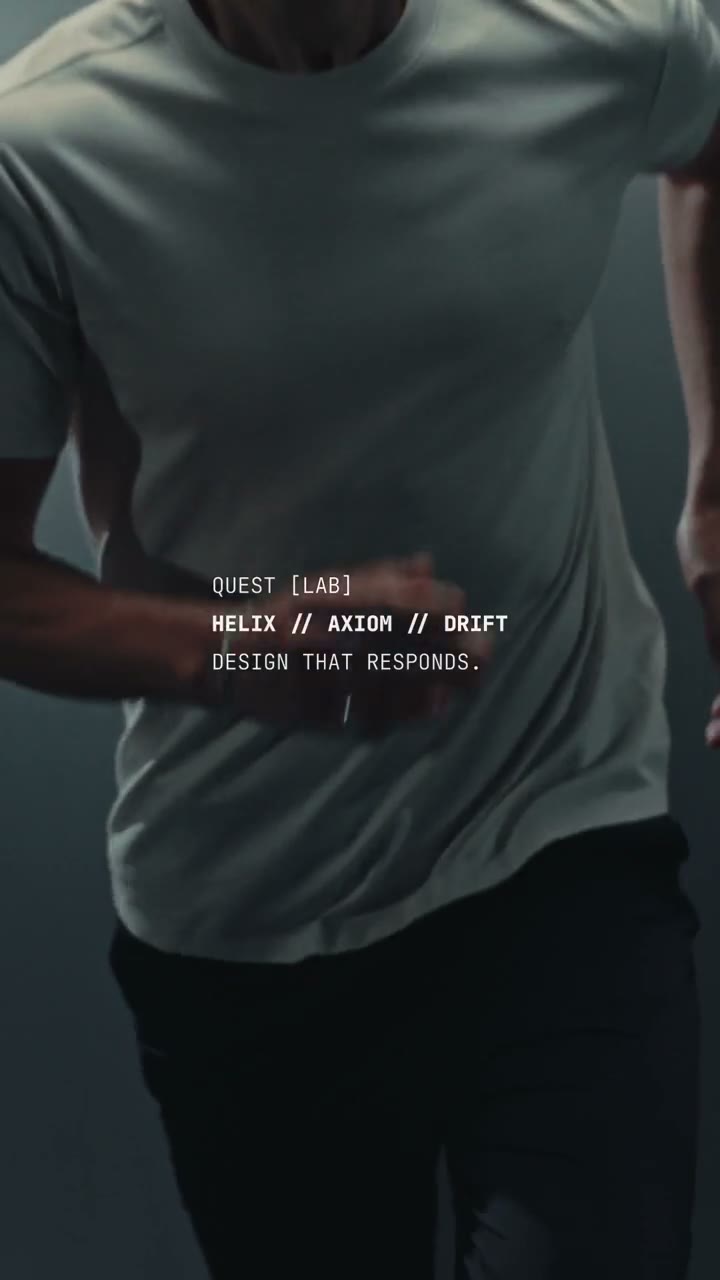 QUEST [LAB]
HELIX // AXIOM // DRIFT
DESIGN THAT RESPONDS.